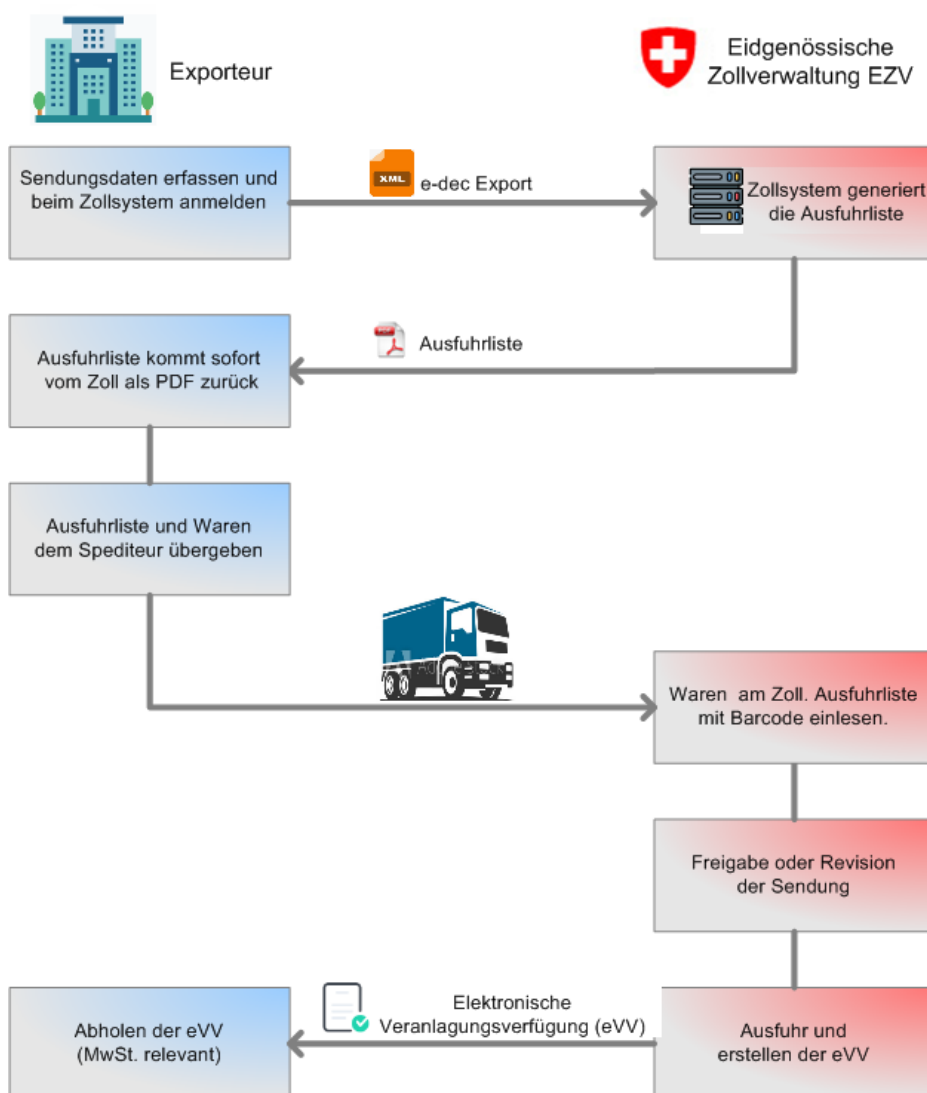 Exporteur
Eidgenössische
Zollverwaltung EZV
Sendungsdaten erfassen und
beim Zollsystem anmelden
XML
e-dec Export
Zollsystem generiert
die Ausfuhrliste
Ausfuhrliste kommt sofort
vom Zoll als PDF zurück
PDF
Ausfuhrliste
Ausfuhrliste und Waren
dem Spediteur übergeben
Waren am Zoll. Ausfuhrliste
mit Barcode einlesen.
Freigabe oder Revision
der Sendung
Abholen der eVV
(MwSt. relevant)
Elektronische
Veranlagungsverfügung (eVV)
Ausfuhr und
erstellen der eVV